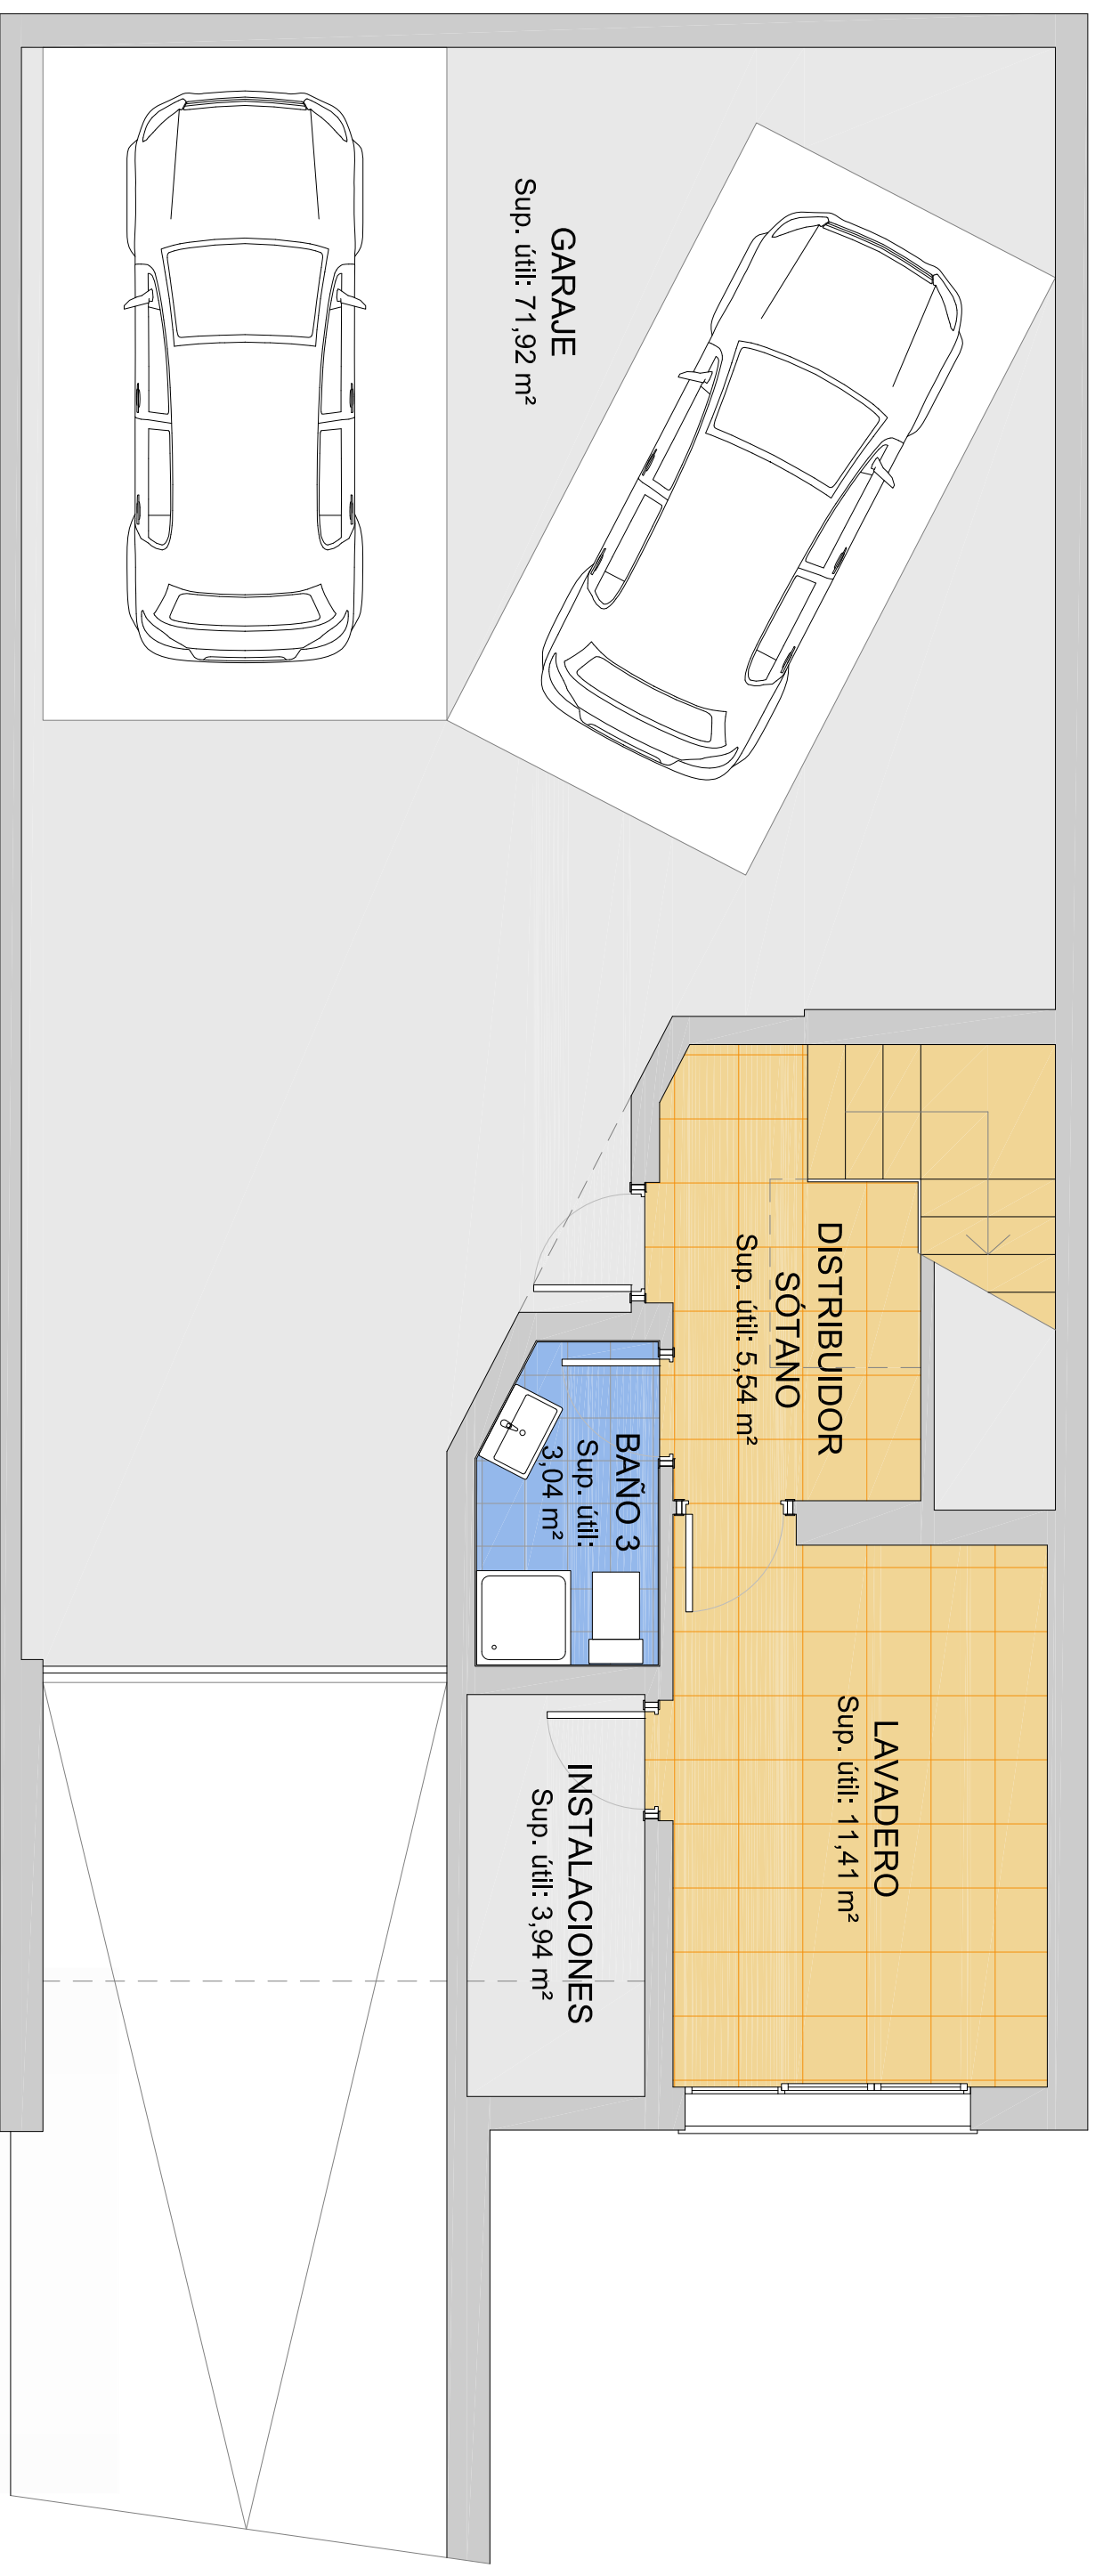 GARAJE
Sup. útil: 71,92 m²
DISTRIBUIDOR
SÓTANO
Sup. útil: 5,54 m²
BAÑO 3
Sup. útil:
3,04 m²
LAVADERO
Sup. útil: 11,41 m²
INSTALACIONES
Sup. útil: 3,94 m²